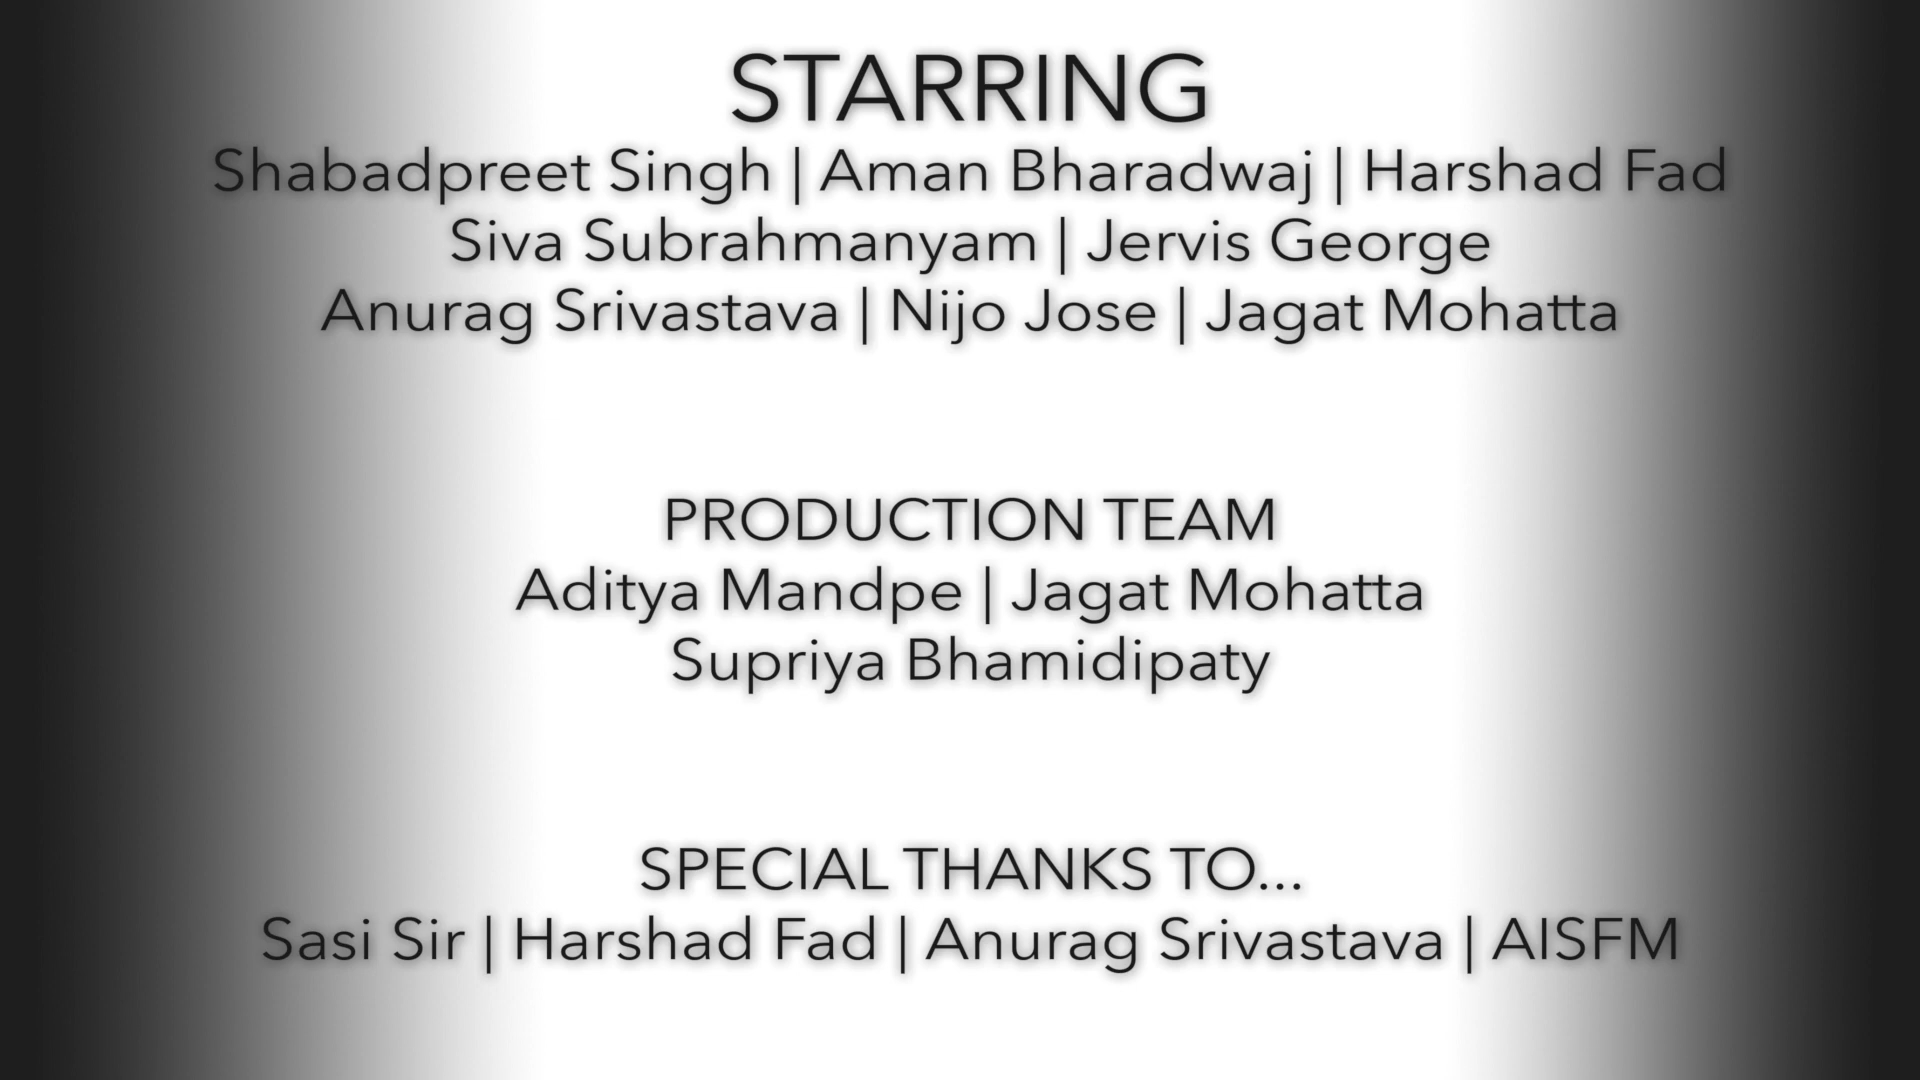 STARRING
Shabadpreet Singh | Aman Bharadwaj | Harshad Fad
Siva Subrahmanyam | Jervis George
Anurag Srivastava | Nijo Jose | Jagat Mohatta
PRODUCTION TEAM
Aditya Mandpe | Jagat Mohatta
Supriya Bhamidipaty
SPECIAL THANKS TO...
Sasi Sir | Harshad Fad | Anurag Srivastava | AISFM